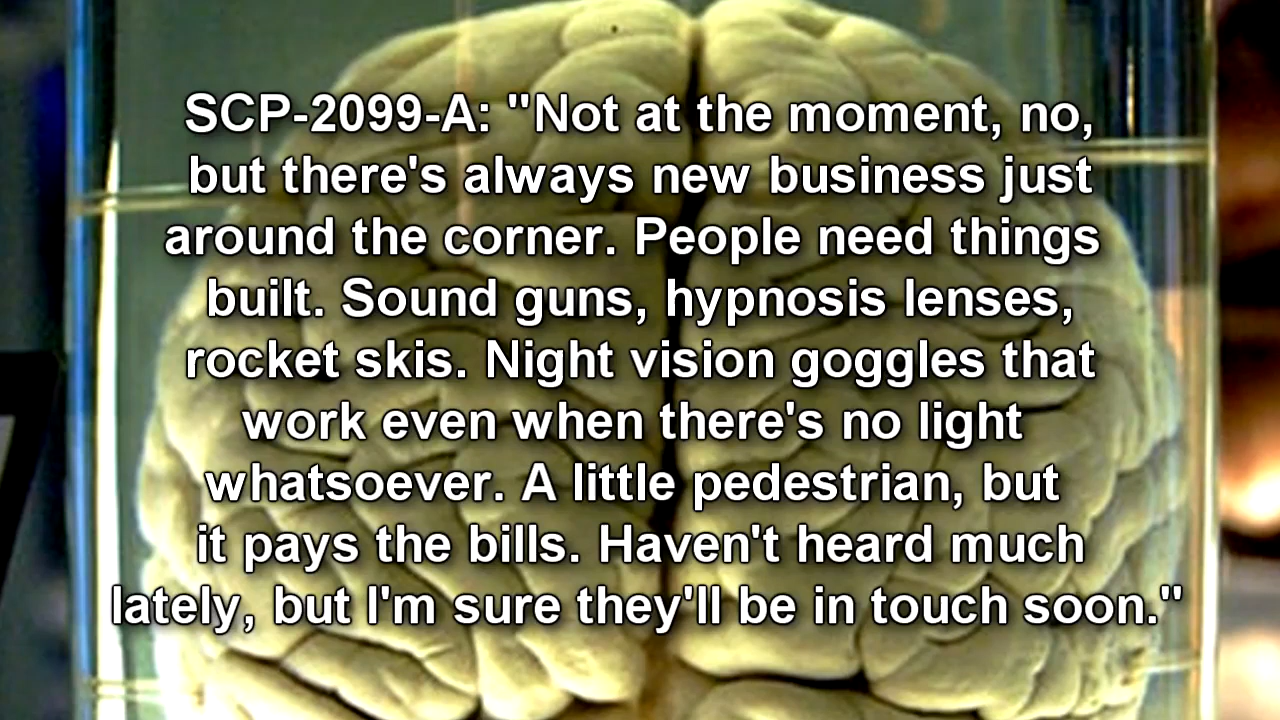 SCP-2099-A: "Not at the moment, no,
but there's always new business just
around the corner. People need things
built. Sound guns, hypnosis lenses,
rocket skis. Night vision goggles that
work even when there's no light
whatsoever. A little pedestrian, but
it pays the bills. Haven't heard much
lately, but I'm sure they'll be in touch soon."